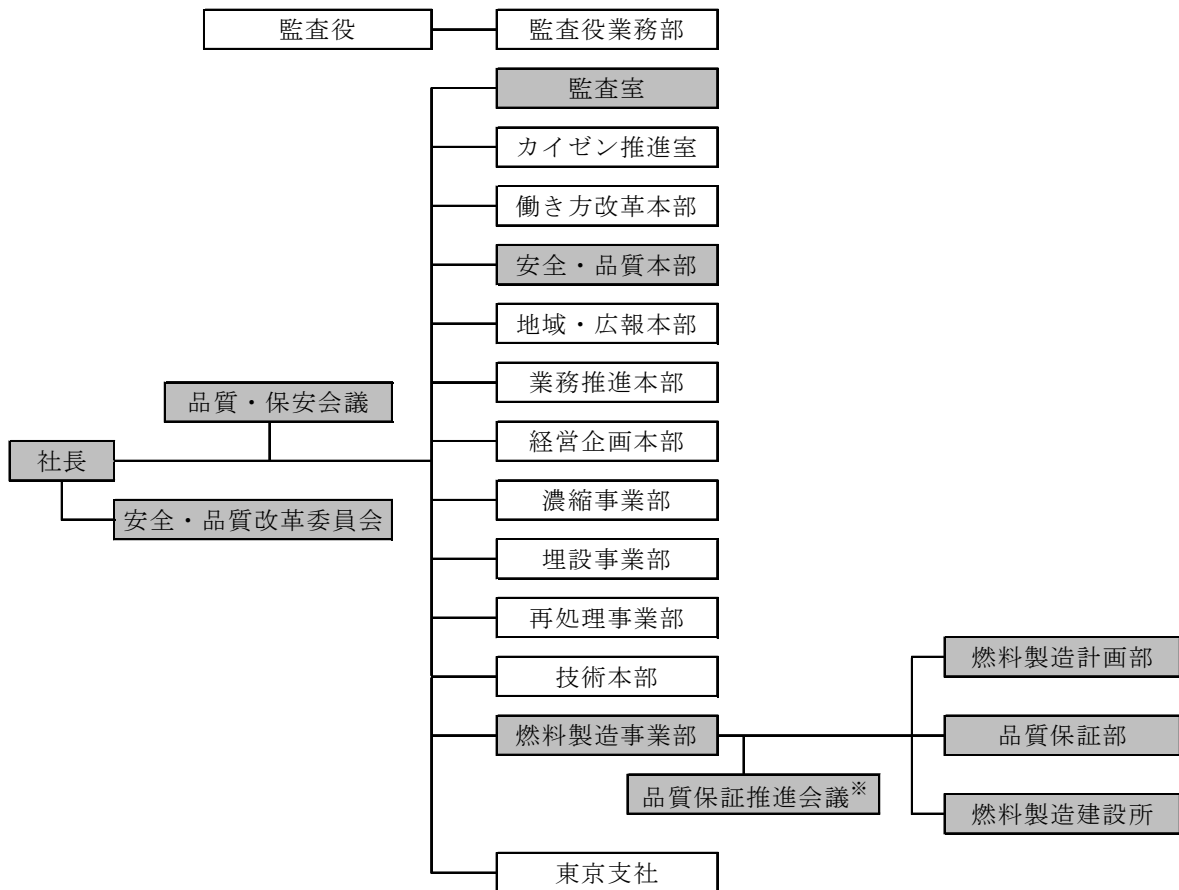 監査役
監査役業務部
監査室
カイゼン推進室
働き方改革本部
安全・品質本部
地域・広報本部
業務推進本部
品質・保安会議
経営企画本部
社長
濃縮事業部
安全・品質改革委員会
埋設事業部
再処理事業部
燃料製造計画部
技術本部
燃料製造事業部
品質保証部
品質保証推進会議※
燃料製造建設所
東京支社